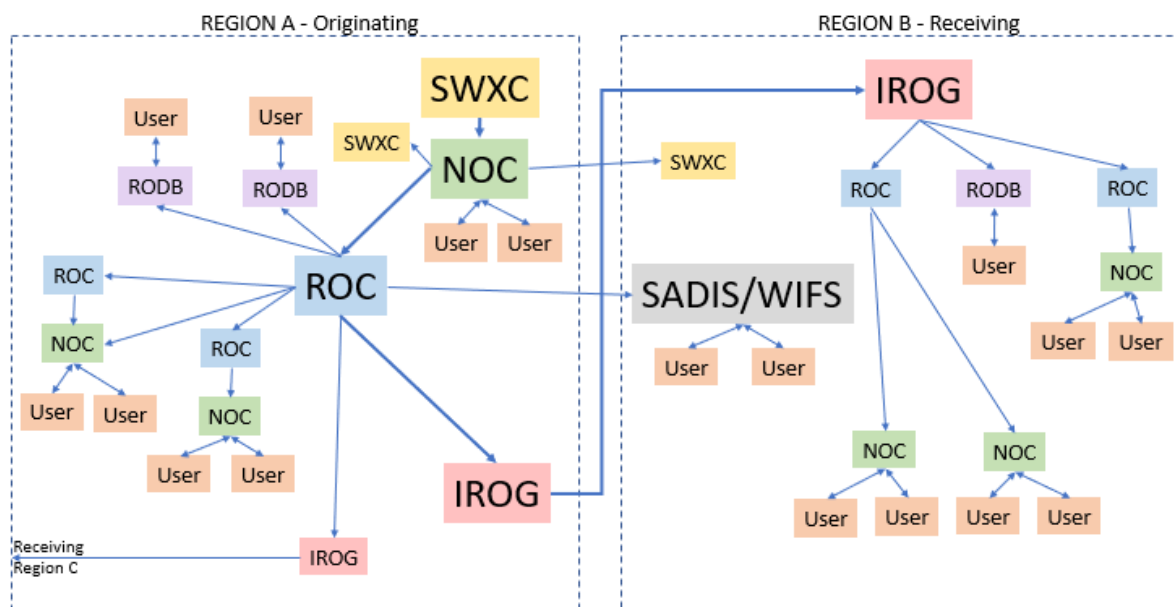 REGION A - Originating
REGION B - Receiving
SWXC
IROG
User
User
SWXC
NOC
SWXC
RODB
RODB
ROC
RODB
ROC
User
User
User
NOC
ROC
ROC
SADIS/WIFS
NOC
ROC
User
User
User
User
NOC
User
User
NOC
User
User
NOC
NOC
IROG
User
User
User
User
Receiving
Region C
IROG